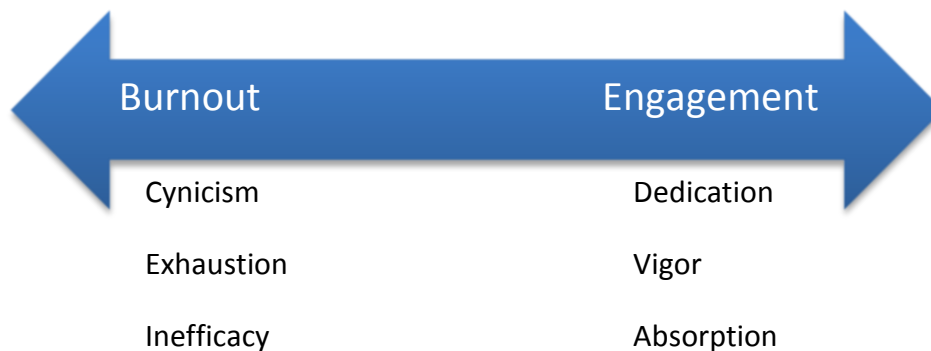 Burnout Engagement
Cynicism Dedication
Exhaustion Vigor
Inefficacy Absorption